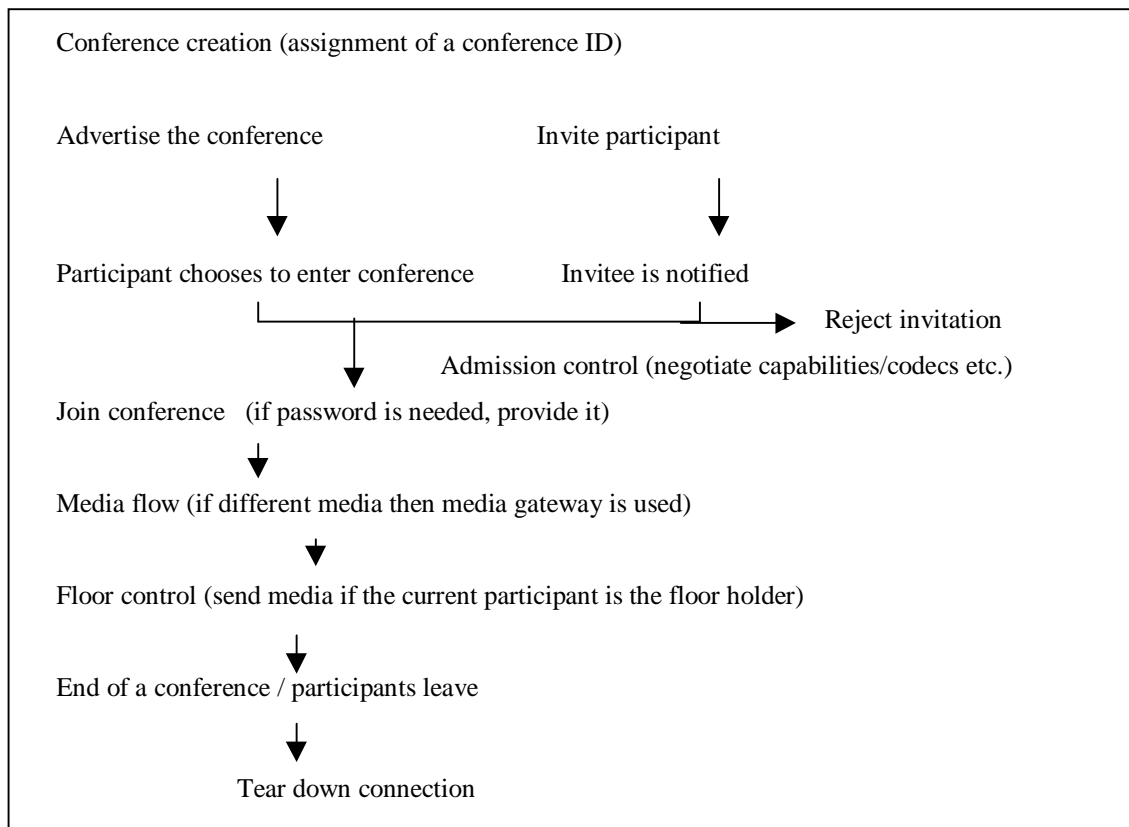 Conference creation (assignment of a conference ID)
Advertise the conference
Invite participant
Participant chooses to enter conference
Invitee is notified
Reject invitation
Admission control (negotiate capabilities/codecs etc.)
Join conference (if password is needed, provide it)
Media flow (if different media then media gateway is used)
Floor control (send media if the current participant is the floor holder)
End of a conference / participants leave
Tear down connection